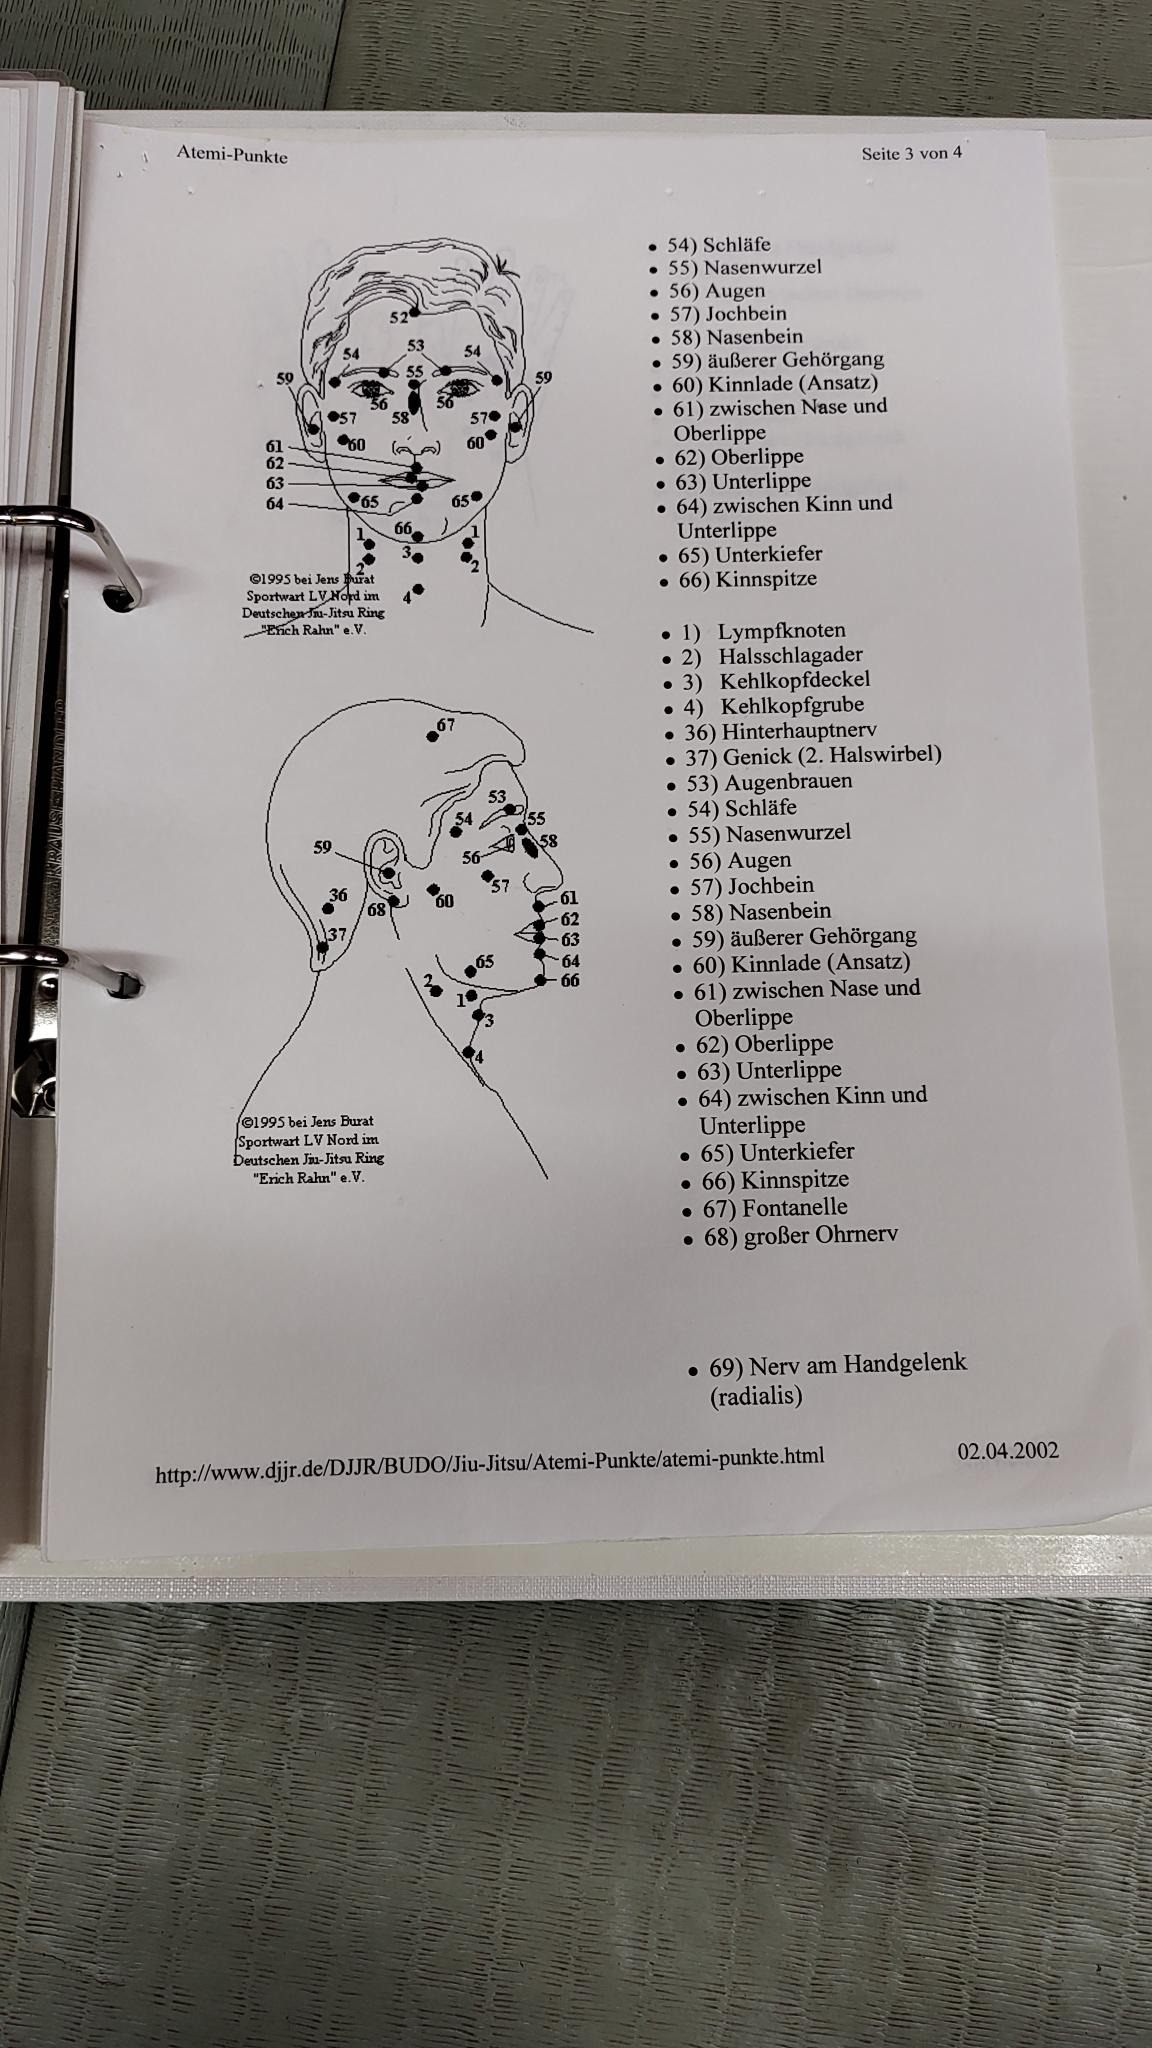 Atemi-Punkte
Seite 3 von 4
52
54
53
54
59
55
59
56
56
57
58
57
60
60
61
62
63
64
65
65
66
1
1
3
2
2
4
©1995 bei Jens Burat
Sportwart LV Nord im
Deutschen Jiu-Jitsu Ring
"Erich Rahn" e.V.
• 54) Schläfe
• 55) Nasenwurzel
• 56) Augen
• 57) Jochbein
• 58) Nasenbein
• 59) äußerer Gehörgang
• 60) Kinnlade (Ansatz)
• 61) zwischen Nase und
Oberlippe
• 62) Oberlippe
• 63) Unterlippe
• 64) zwischen Kinn und
Unterlippe
• 65) Unterkiefer
• 66) Kinnspitze
67
53
54
55
58
59
56
57
36
68
60
61
62
37
63
65
64
2
66
1
3
4
©1995 bei Jens Burat
Sportwart LV Nord im
Deutschen Jiu-Jitsu Ring
"Erich Rahn" e.V.
• 1) Lympfknoten
• 2) Halsschlagader
• 3) Kehlkopfdeckel
• 4) Kehlkopfgrube
• 36) Hinterhauptnerv
• 37) Genick (2. Halswirbel)
• 53) Augenbrauen
• 54) Schläfe
• 55) Nasenwurzel
• 56) Augen
• 57) Jochbein
• 58) Nasenbein
• 59) äußerer Gehörgang
• 60) Kinnlade (Ansatz)
• 61) zwischen Nase und
Oberlippe
• 62) Oberlippe
• 63) Unterlippe
• 64) zwischen Kinn und
Unterlippe
• 65) Unterkiefer
• 66) Kinnspitze
• 67) Fontanelle
• 68) großer Ohrnerv
• 69) Nerv am Handgelenk
(radialis)
http://www.djjr.de/DJJR/BUDO/Jiu-Jitsu/Atemi-Punkte/atemi-punkte.html
02.04.2002